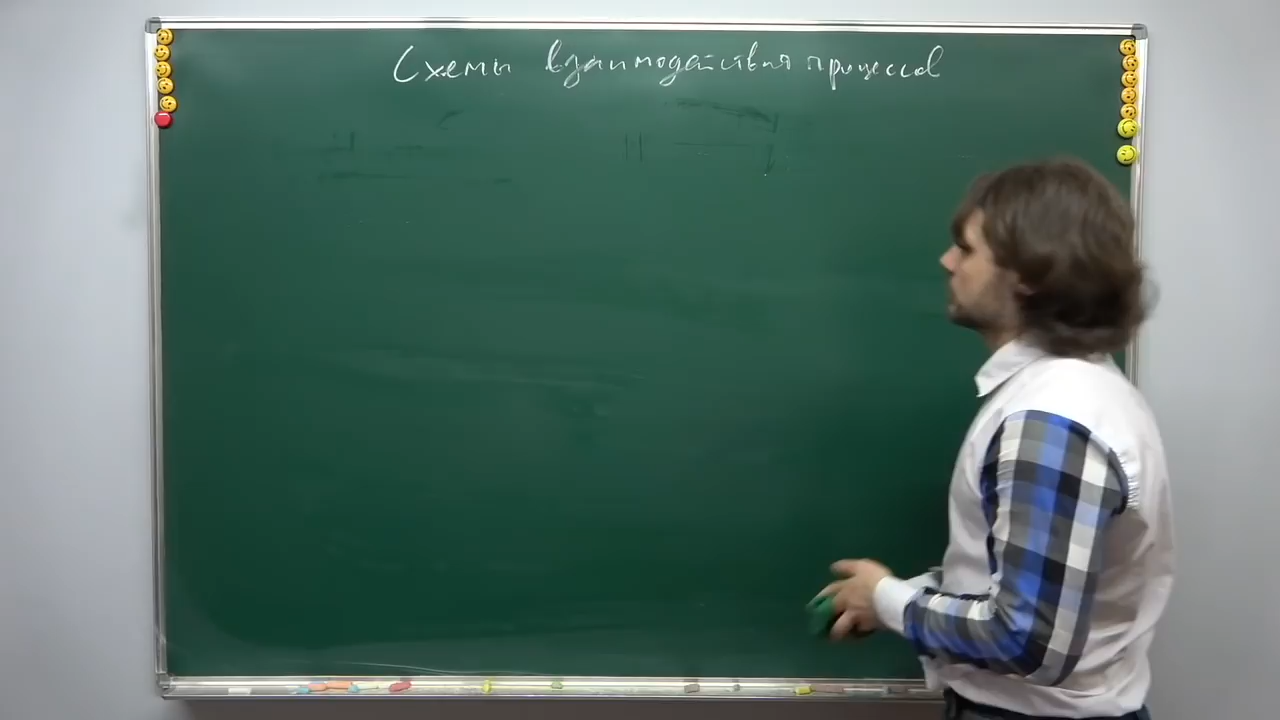 Схемы взаимодействия процессов